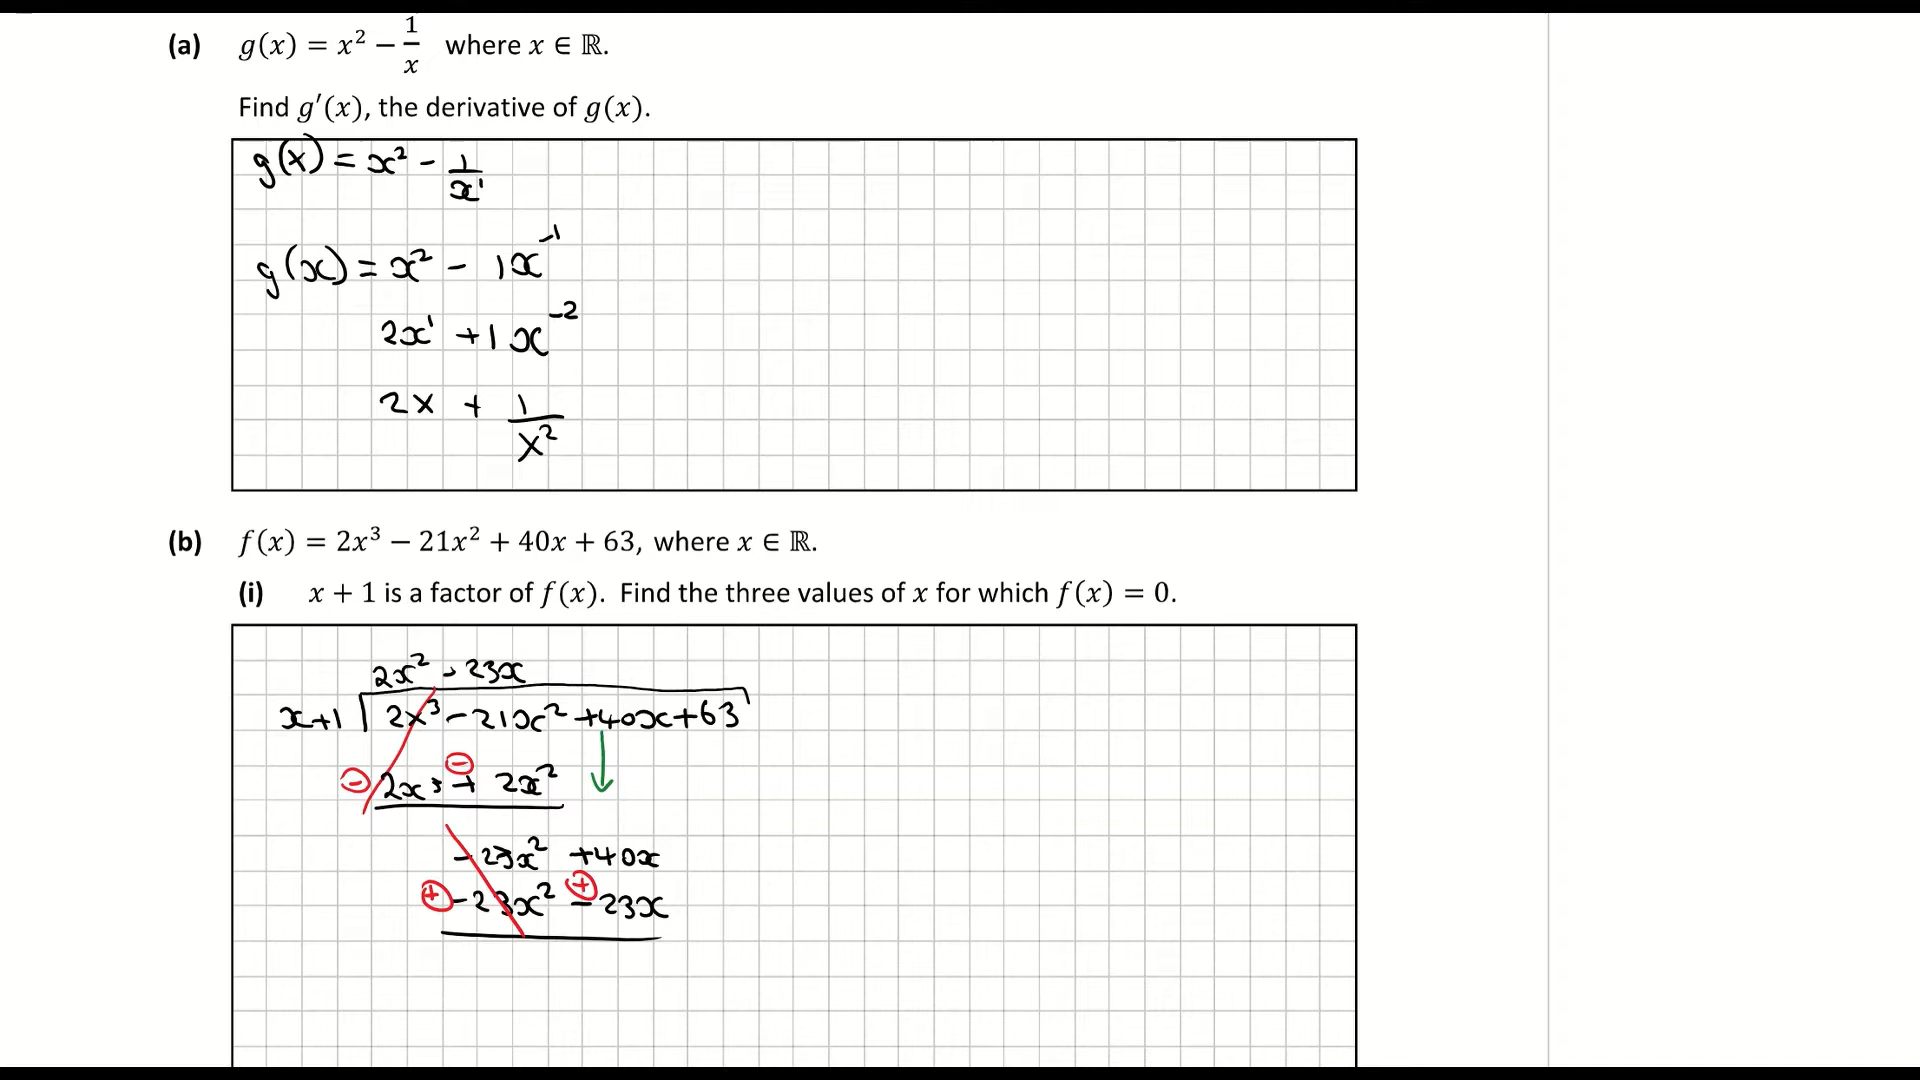 (a) g(x) = x² − 1/x where x ∈ ℝ.
Find g′(x), the derivative of g(x).
g(x) = x² − 1/x¹
g(x) = x² − 1x⁻¹
2x¹ + 1x⁻²
2x + 1/x²
(b) f(x) = 2x³ − 21x² + 40x + 63, where x ∈ ℝ.
(i) x + 1 is a factor of f(x). Find the three values of x for which f(x) = 0.
2x² - 23x
x+1 | 2x³ − 21x² + 40x + 63
⊖ 2x³ + ⊖ 2x²
− 23x² + 40x
⊕ − 23x² ⊕ − 23x